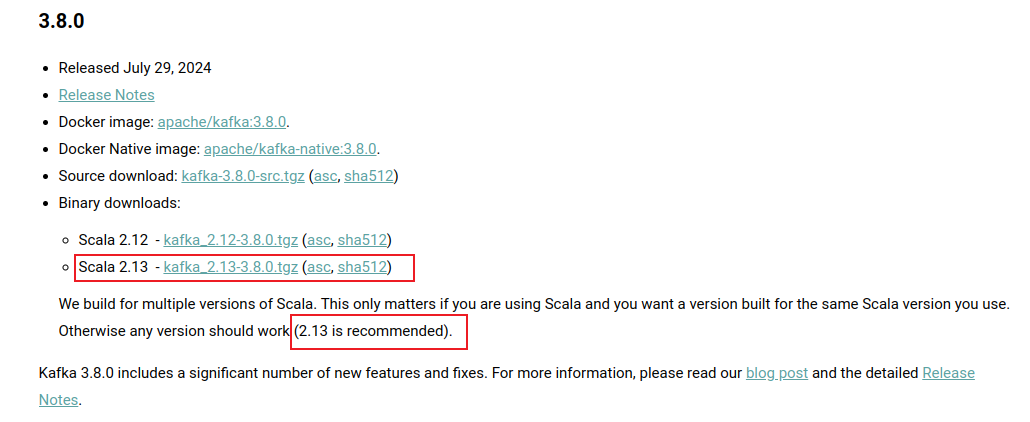 3.8.0
Released July 29, 2024
Release Notes
Docker image: apache/kafka:3.8.0.
Docker Native image: apache/kafka-native:3.8.0.
Source download: kafka-3.8.0-src.tgz (asc, sha512)
Binary downloads:
Scala 2.12 - kafka_2.12-3.8.0.tgz (asc, sha512)
Scala 2.13 - kafka_2.13-3.8.0.tgz (asc, sha512)
We build for multiple versions of Scala. This only matters if you are using Scala and you want a version built for the same Scala version you use.
Otherwise any version should work (2.13 is recommended).
Kafka 3.8.0 includes a significant number of new features and fixes. For more information, please read our blog post and the detailed Release
Notes.